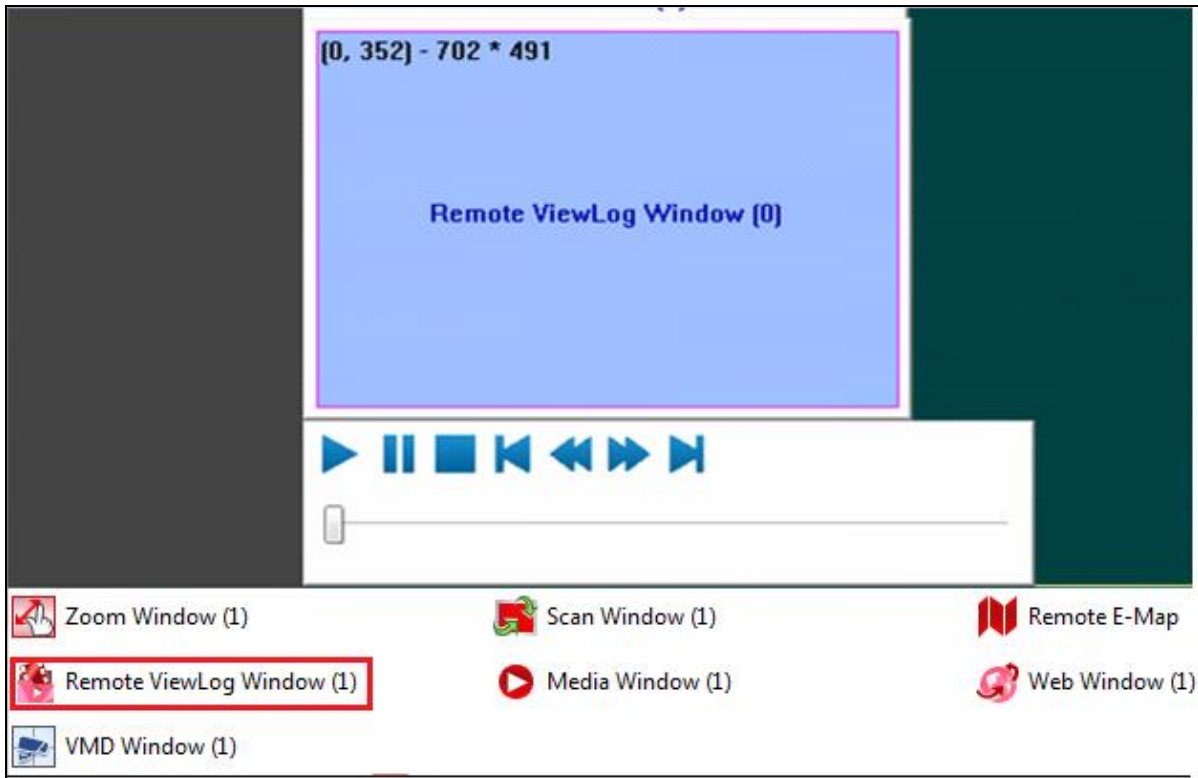 (0, 352) - 702 * 491
Remote ViewLog Window (0)
Zoom Window (1)
Scan Window (1)
Remote E-Map
Remote ViewLog Window (1)
Media Window (1)
Web Window (1)
VMD Window (1)